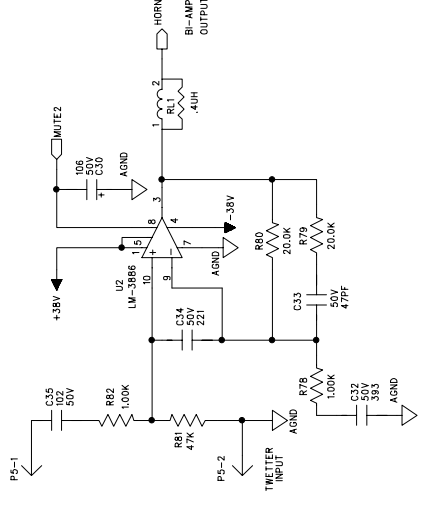 HORN
BI-AMP
OUTPUT
2
RL1
1
.4UH
MUTE2
106
50V
C30
+
AGND
3
8
4
-38V
5
1
+
-
7
AGND
+38V
U2
LM-3886
10
9
R80
20.0K
R79
20.0K
C34
50V
221
C33
50V
47PF
C35
102
50V
R82
1.00K
R81
47K
R78
1.00K
C32
50V
393
AGND
AGND
P5-1
P5-2
TWETTER
INPUT